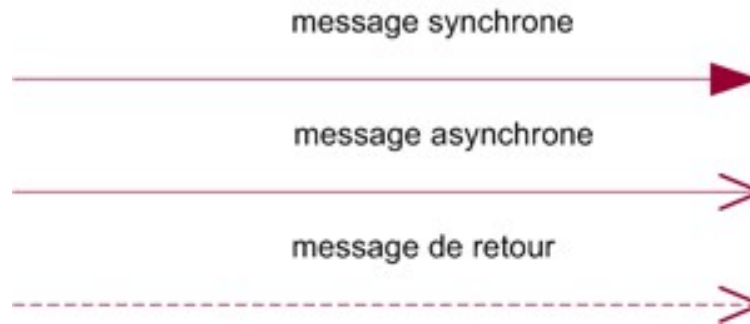 message synchrone
message asynchrone
message de retour